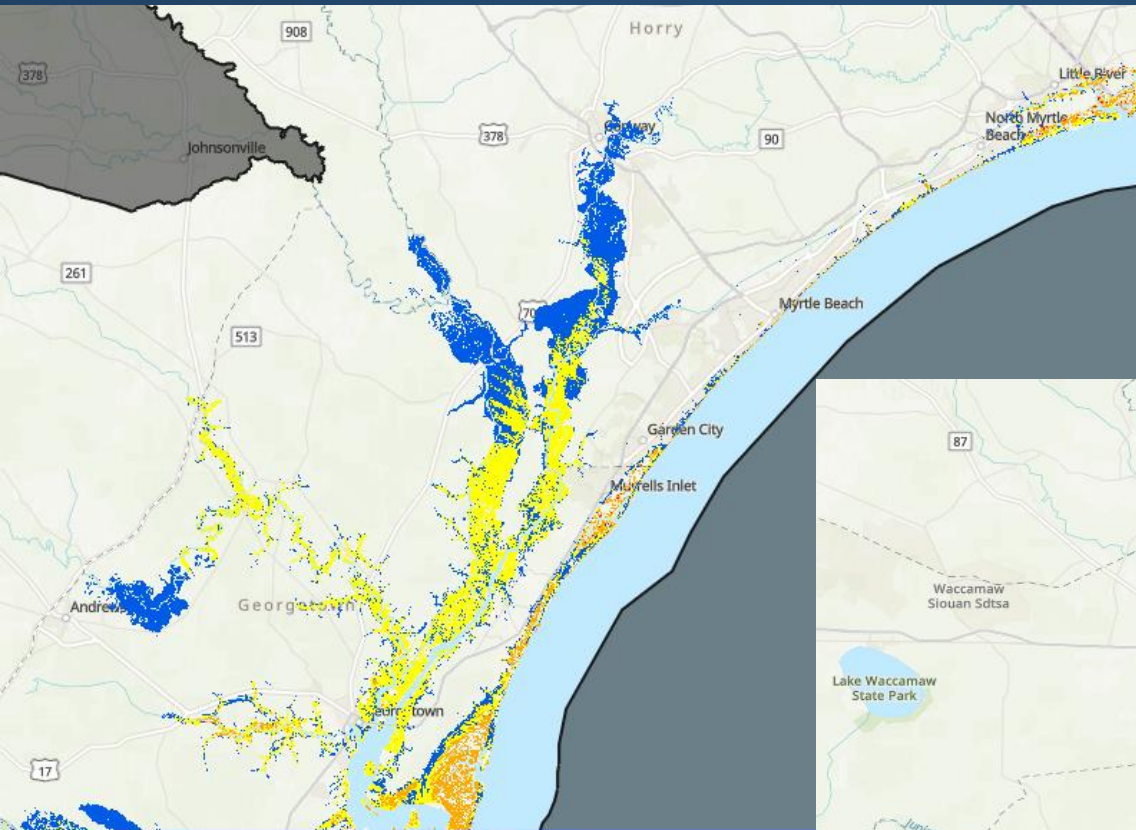 908
Horry
378
Little River
378
Conway
90
North Myrtle
Beach
Johnsonville
261
Myrtle Beach
70
513
Garden City
87
Murrells Inlet
Waccamaw
Siouan Sdtsa
Andrews
Georgetown
Lake Waccamaw
State Park
Georgetown
17